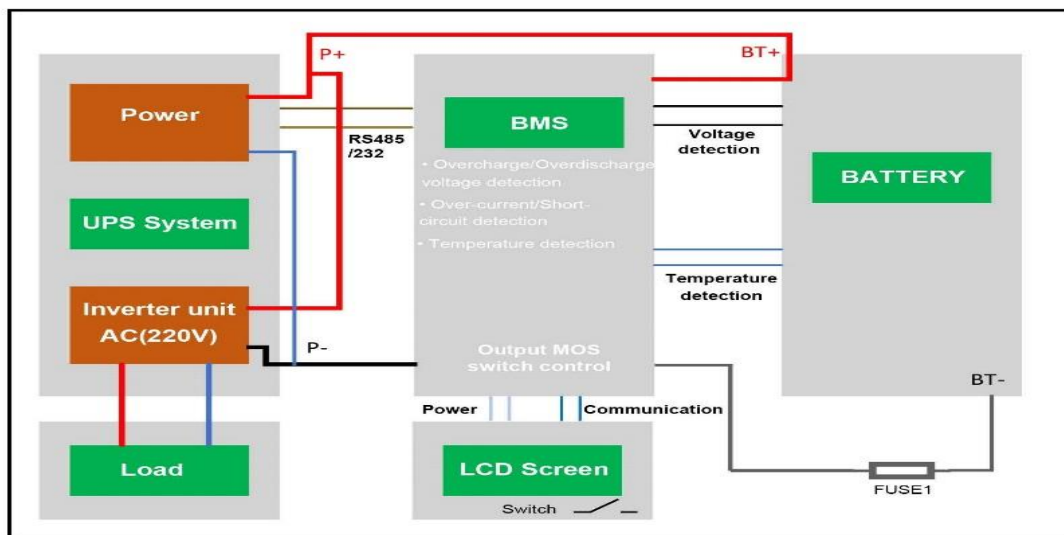 P+
BT+
Power
BMS
RS485
/232
Voltage
detection
• Overcharge/Overdischarge
voltage detection
• Over-current/Short-
circuit detection
• Temperature detection
BATTERY
UPS System
Temperature
detection
Inverter unit
AC(220V)
P-
Output MOS
switch control
BT-
Power
Communication
Load
LCD Screen
FUSE1
Switch